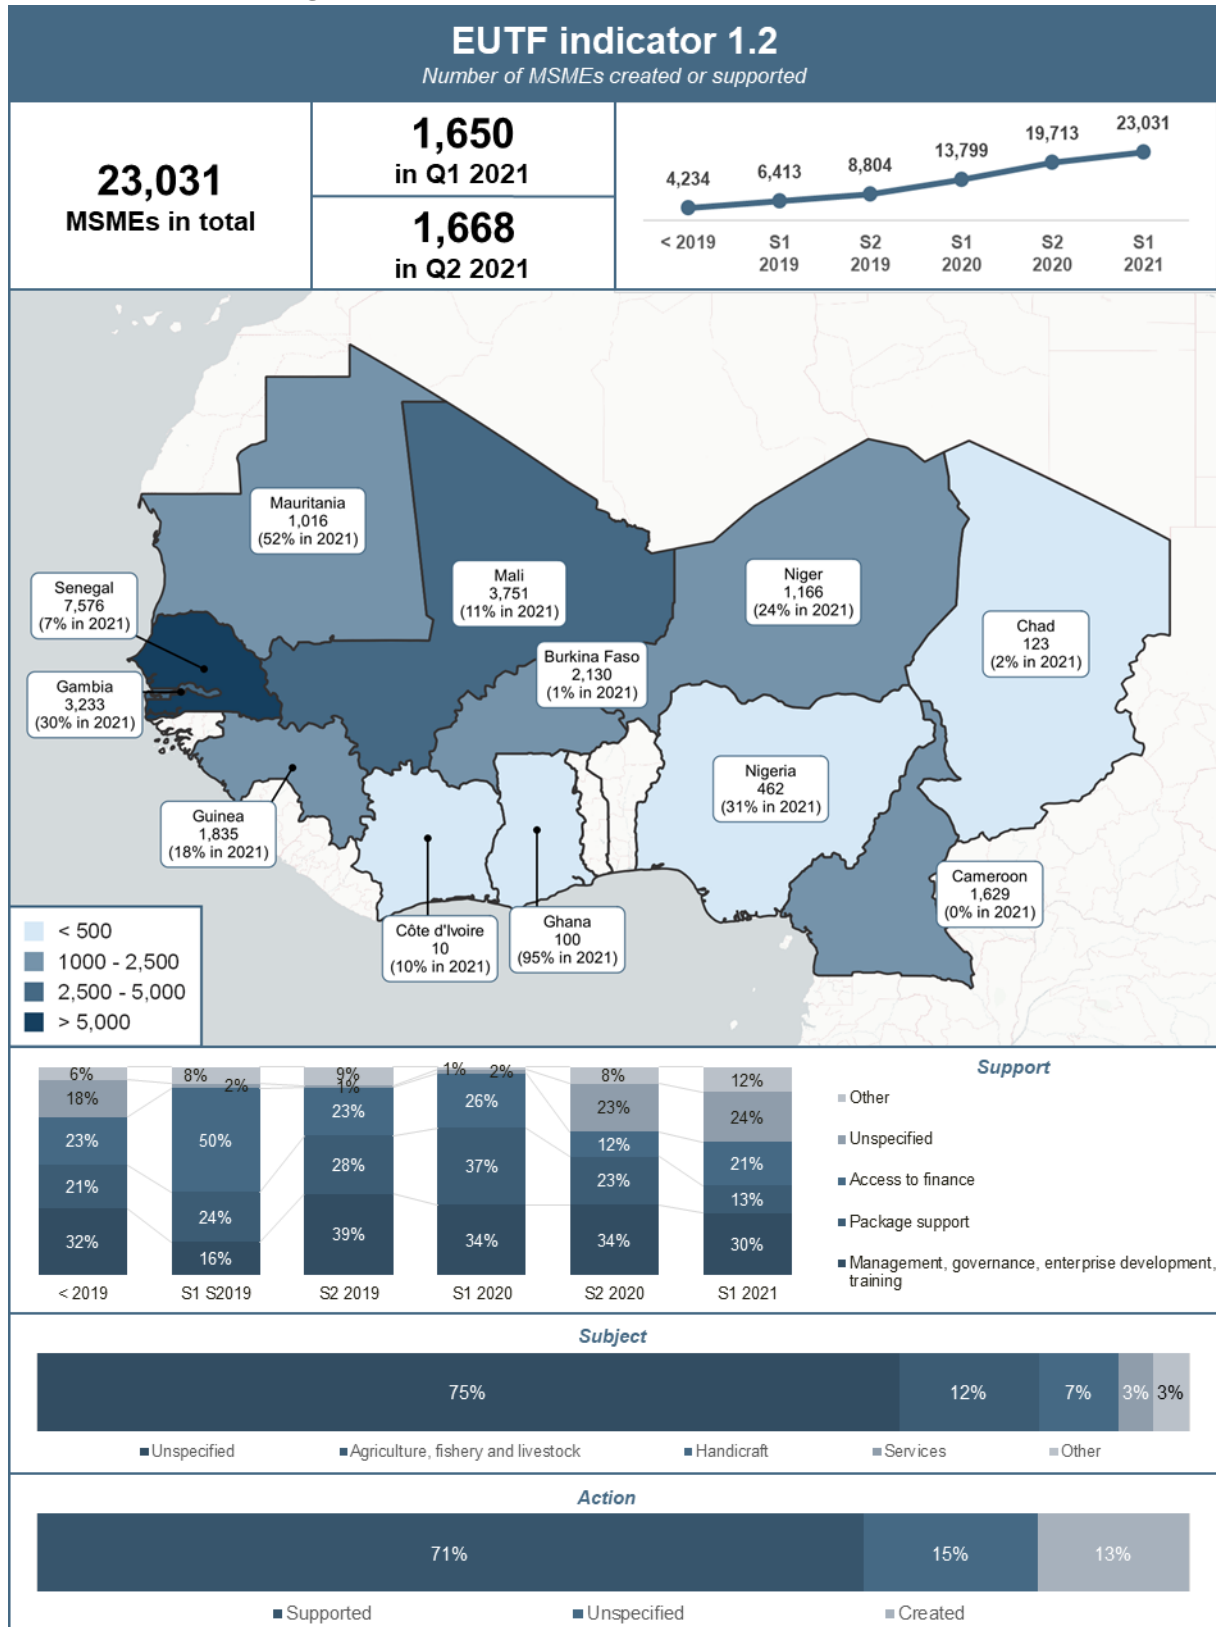 EUTF indicator 1.2
Number of MSMEs created or supported
23,031
MSMEs in total
1,650
in Q1 2021
1,668
in Q2 2021
4,234
6,413
8,804
13,799
19,713
23,031
< 2019
S1
2019
S2
2019
S1
2020
S2
2020
S1
2021
Mauritania
1,016
(52% in 2021)
Senegal
7,576
(7% in 2021)
Mali
3,751
(11% in 2021)
Niger
1,166
(24% in 2021)
Chad
123
(2% in 2021)
Gambia
3,233
(30% in 2021)
Burkina Faso
2,130
(1% in 2021)
Nigeria
462
(31% in 2021)
Guinea
1,835
(18% in 2021)
Cameroon
1,629
(0% in 2021)
Côte d'Ivoire
10
(10% in 2021)
Ghana
100
(95% in 2021)
< 500
1000 - 2,500
2,500 - 5,000
> 5,000
6%
18%
23%
21%
32%
8%
2%
50%
24%
16%
9%
1%
23%
28%
39%
1%
2%
26%
37%
34%
8%
23%
12%
23%
34%
12%
24%
21%
13%
30%
< 2019
S1 S2019
S2 2019
S1 2020
S2 2020
S1 2021
Support
Other
Unspecified
Access to finance
Package support
Management, governance, enterprise development,
training
Subject
75%
12%
7%
3%
3%
Unspecified
Agriculture, fishery and livestock
Handicraft
Services
Other
Action
71%
15%
13%
Supported
Unspecified
Created